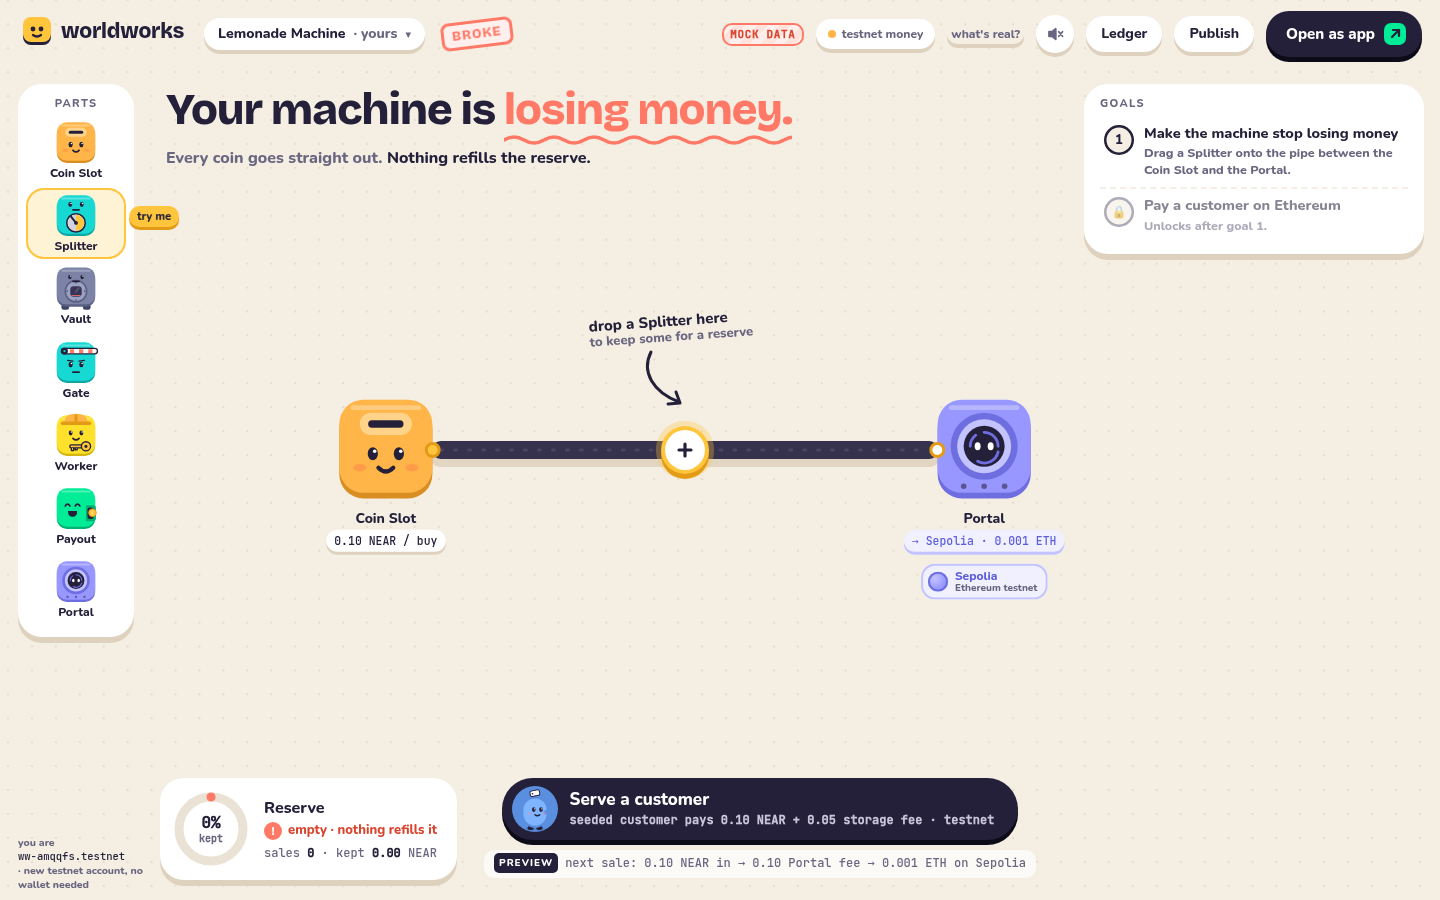 worldworks
Lemonade Machine · yours ▾
BROKE
MOCK DATA
testnet money
what's real?
Ledger
Publish
Open as app
PARTS
Coin Slot
Splitter
try me
Vault
Gate
Worker
Payout
Portal
Your machine is losing money.
Every coin goes straight out. Nothing refills the reserve.
GOALS
1
Make the machine stop losing money
Drag a Splitter onto the pipe between the
Coin Slot and the Portal.
Pay a customer on Ethereum
Unlocks after goal 1.
drop a Splitter here
to keep some for a reserve
Coin Slot
0.10 NEAR / buy
Portal
→ Sepolia · 0.001 ETH
Sepolia
Ethereum testnet
you are
ww-amqqfs.testnet
· new testnet account, no
wallet needed
0%
kept
Reserve
! empty · nothing refills it
sales 0 · kept 0.00 NEAR
Serve a customer
seeded customer pays 0.10 NEAR + 0.05 storage fee · testnet
PREVIEW next sale: 0.10 NEAR in → 0.10 Portal fee → 0.001 ETH on Sepolia